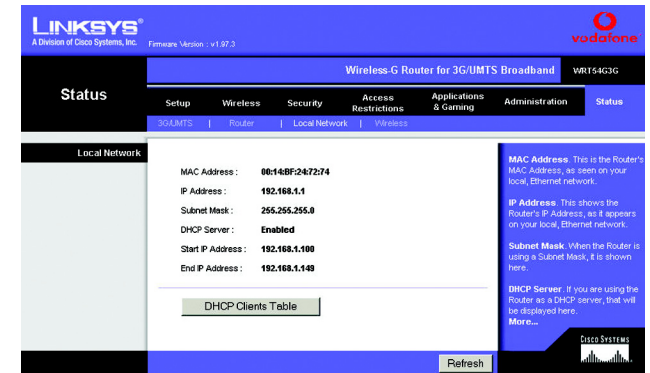 LINKSYS®
A Division of Cisco Systems, Inc.
Firmware Version : v1.97.3
vodafone
Wireless-G Router for 3G/UMTS Broadband WRT54G3G
Status
Setup Wireless Security Access Restrictions Applications & Gaming Administration Status
3G/UMTS | Router | Local Network | Wireless
Local Network
MAC Address : 00:14:BF:24:72:74
IP Address : 192.168.1.1
Subnet Mask : 255.255.255.0
DHCP Server : Enabled
Start IP Address : 192.168.1.100
End IP Address : 192.168.1.149
DHCP Clients Table
MAC Address. This is the Router's
MAC Address, as seen on your
local, Ethernet network.
IP Address. This shows the
Router's IP Address, as it appears
on your local, Ethernet network.
Subnet Mask. When the Router is
using a Subnet Mask, it is shown
here.
DHCP Server. If you are using the
Router as a DHCP server, that will
be displayed here.
More...
Refresh
CISCO SYSTEMS